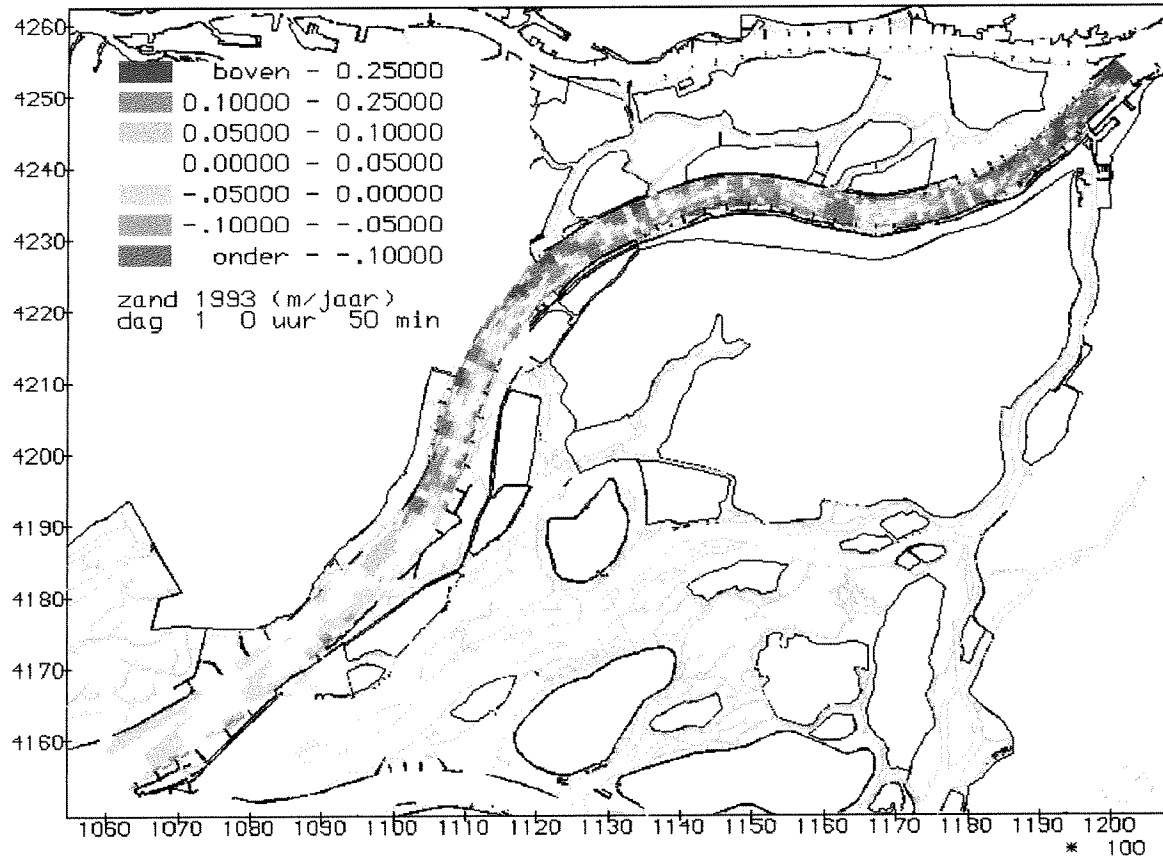 4260
4250
4240
4230
4220
4210
4200
4190
4180
4170
4160
boven - 0.25000
0.10000 - 0.25000
0.05000 - 0.10000
0.00000 - 0.05000
-.05000 - 0.00000
-.10000 - -.05000
onder - -.10000
zand 1993 (m/jaar)
dag 1 0 uur 50 min
1060 1070 1080 1090 1100 1110 1120 1130 1140 1150 1160 1170 1180 1190 1200
* 100